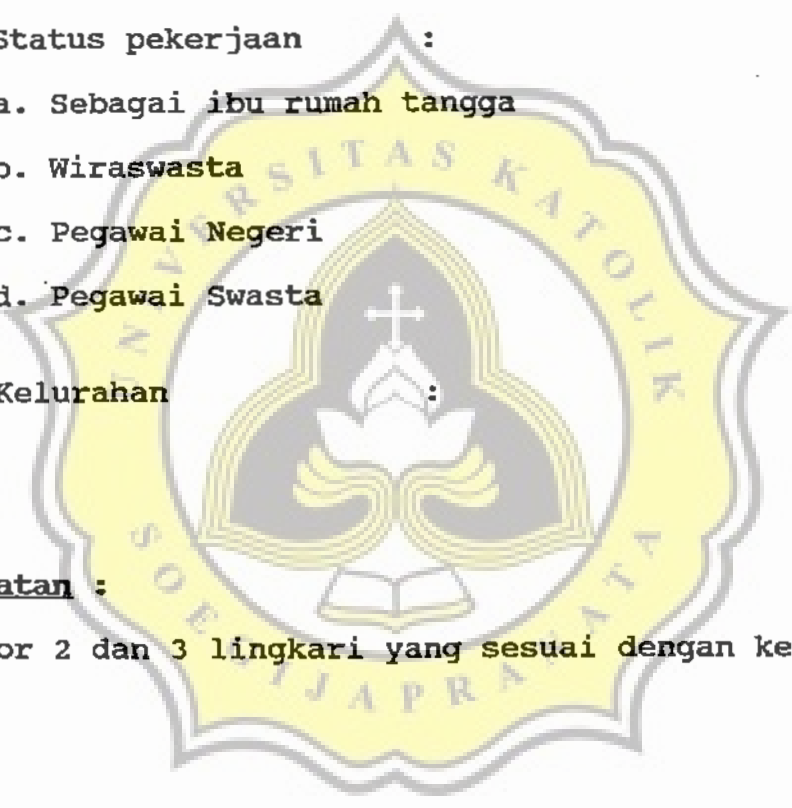 Status pekerjaan :
a. Sebagai ibu rumah tangga
b. Wiraswasta
c. Pegawai Negeri
d. Pegawai Swasta
Kelurahan :
atan :
or 2 dan 3 lingkari yang sesuai dengan ke
UNIVERSITAS KATOLIK
SOEGIJAPRANATA